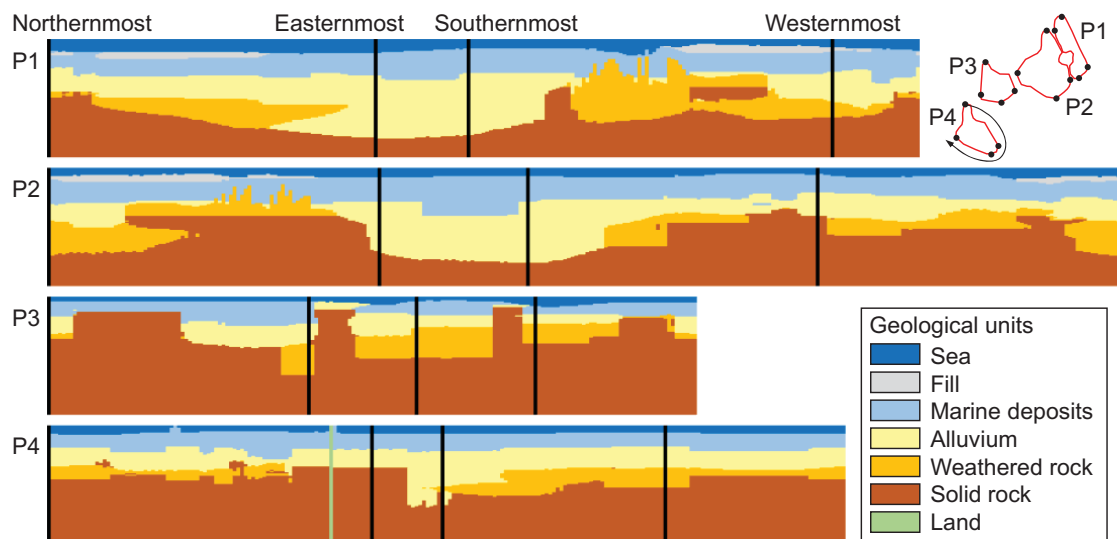 Northernmost Easternmost Southernmost Westernmost
P1
P2
P3
P4
P1
P3
P2
P4
Geological units
Sea
Fill
Marine deposits
Alluvium
Weathered rock
Solid rock
Land